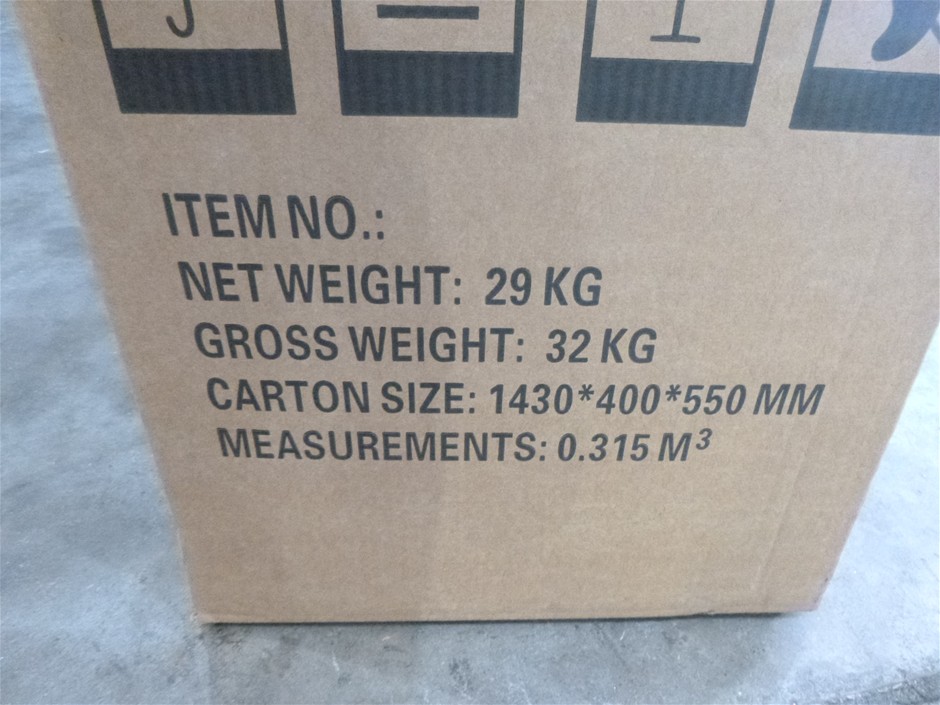 ITEM NO.:
NET WEIGHT: 29 KG
GROSS WEIGHT: 32 KG
CARTON SIZE: 1430*400*550 MM
MEASUREMENTS: 0.315 M³